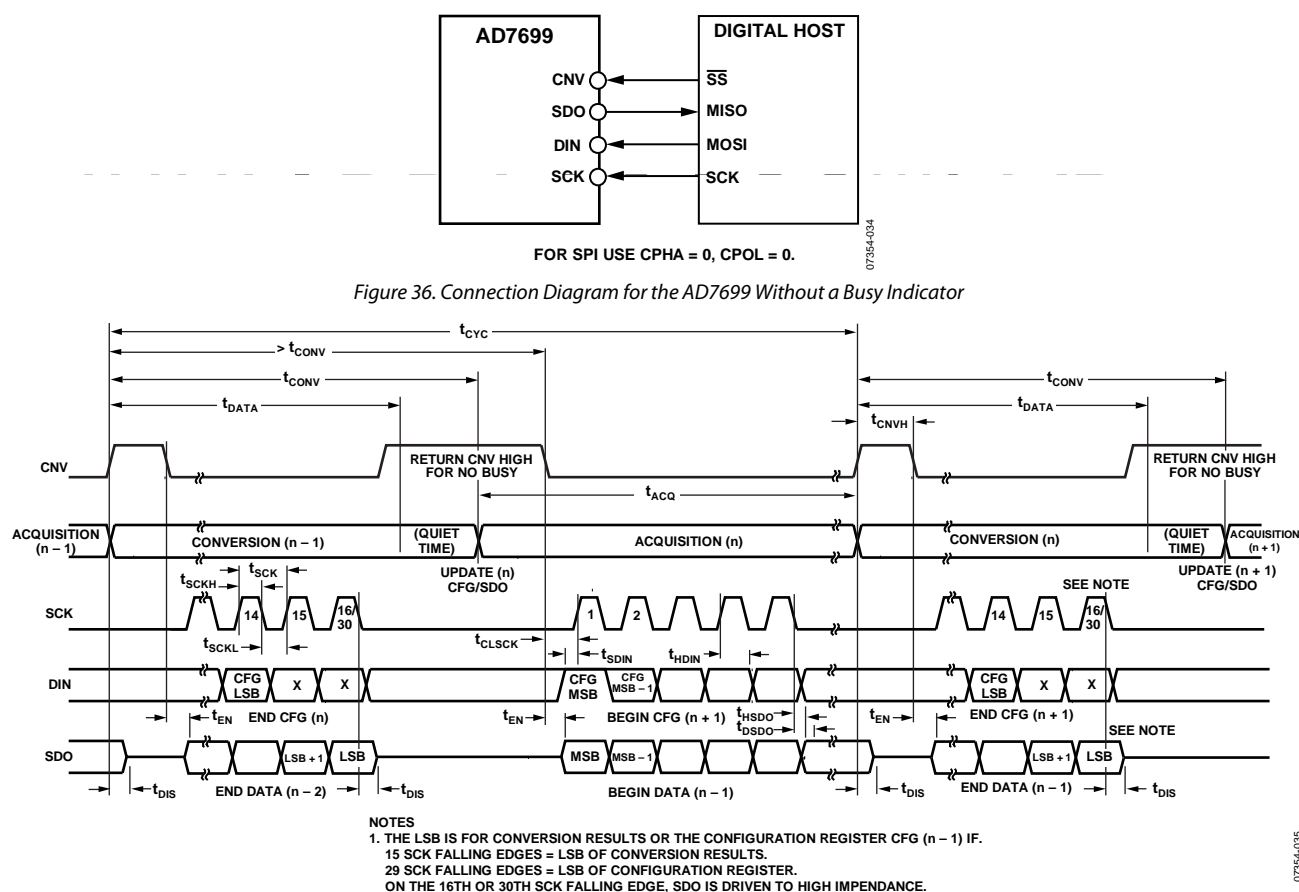 AD7699
DIGITAL HOST
CNV
SS
SDO
MISO
DIN
MOSI
SCK
SCK
07354-034
FOR SPI USE CPHA = 0, CPOL = 0.
Figure 36. Connection Diagram for the AD7699 Without a Busy Indicator
tCYC
> tCONV
tCONV
tCONV
tDATA
tDATA
tCNVH
CNV
RETURN CNV HIGH
FOR NO BUSY
RETURN CNV HIGH
FOR NO BUSY
tACQ
ACQUISITION
(n – 1)
CONVERSION (n – 1)
(QUIET
TIME)
ACQUISITION (n)
CONVERSION (n)
(QUIET
TIME)
ACQUISITION
(n + 1)
UPDATE (n)
CFG/SDO
UPDATE (n + 1)
CFG/SDO
tSCK
tSCKH
SEE NOTE
SCK
14
15
16/
30
1
2
14
15
16/
30
tSCKL
tCLSCK
tSDIN
tHDIN
DIN
CFG
LSB
X
X
CFG
MSB
CFG
MSB – 1
CFG
LSB
X
X
tEN
END CFG (n)
tEN
BEGIN CFG (n + 1)
tHSDO
tDSDO
tEN
END CFG (n + 1)
SEE NOTE
SDO
LSB + 1
LSB
MSB
MSB – 1
LSB + 1
LSB
tDIS
END DATA (n – 2)
tDIS
BEGIN DATA (n – 1)
tDIS
END DATA (n – 1)
tDIS
NOTES
1. THE LSB IS FOR CONVERSION RESULTS OR THE CONFIGURATION REGISTER CFG (n – 1) IF.
15 SCK FALLING EDGES = LSB OF CONVERSION RESULTS.
29 SCK FALLING EDGES = LSB OF CONFIGURATION REGISTER.
ON THE 16TH OR 30TH SCK FALLING EDGE, SDO IS DRIVEN TO HIGH IMPENDANCE.
07354-035